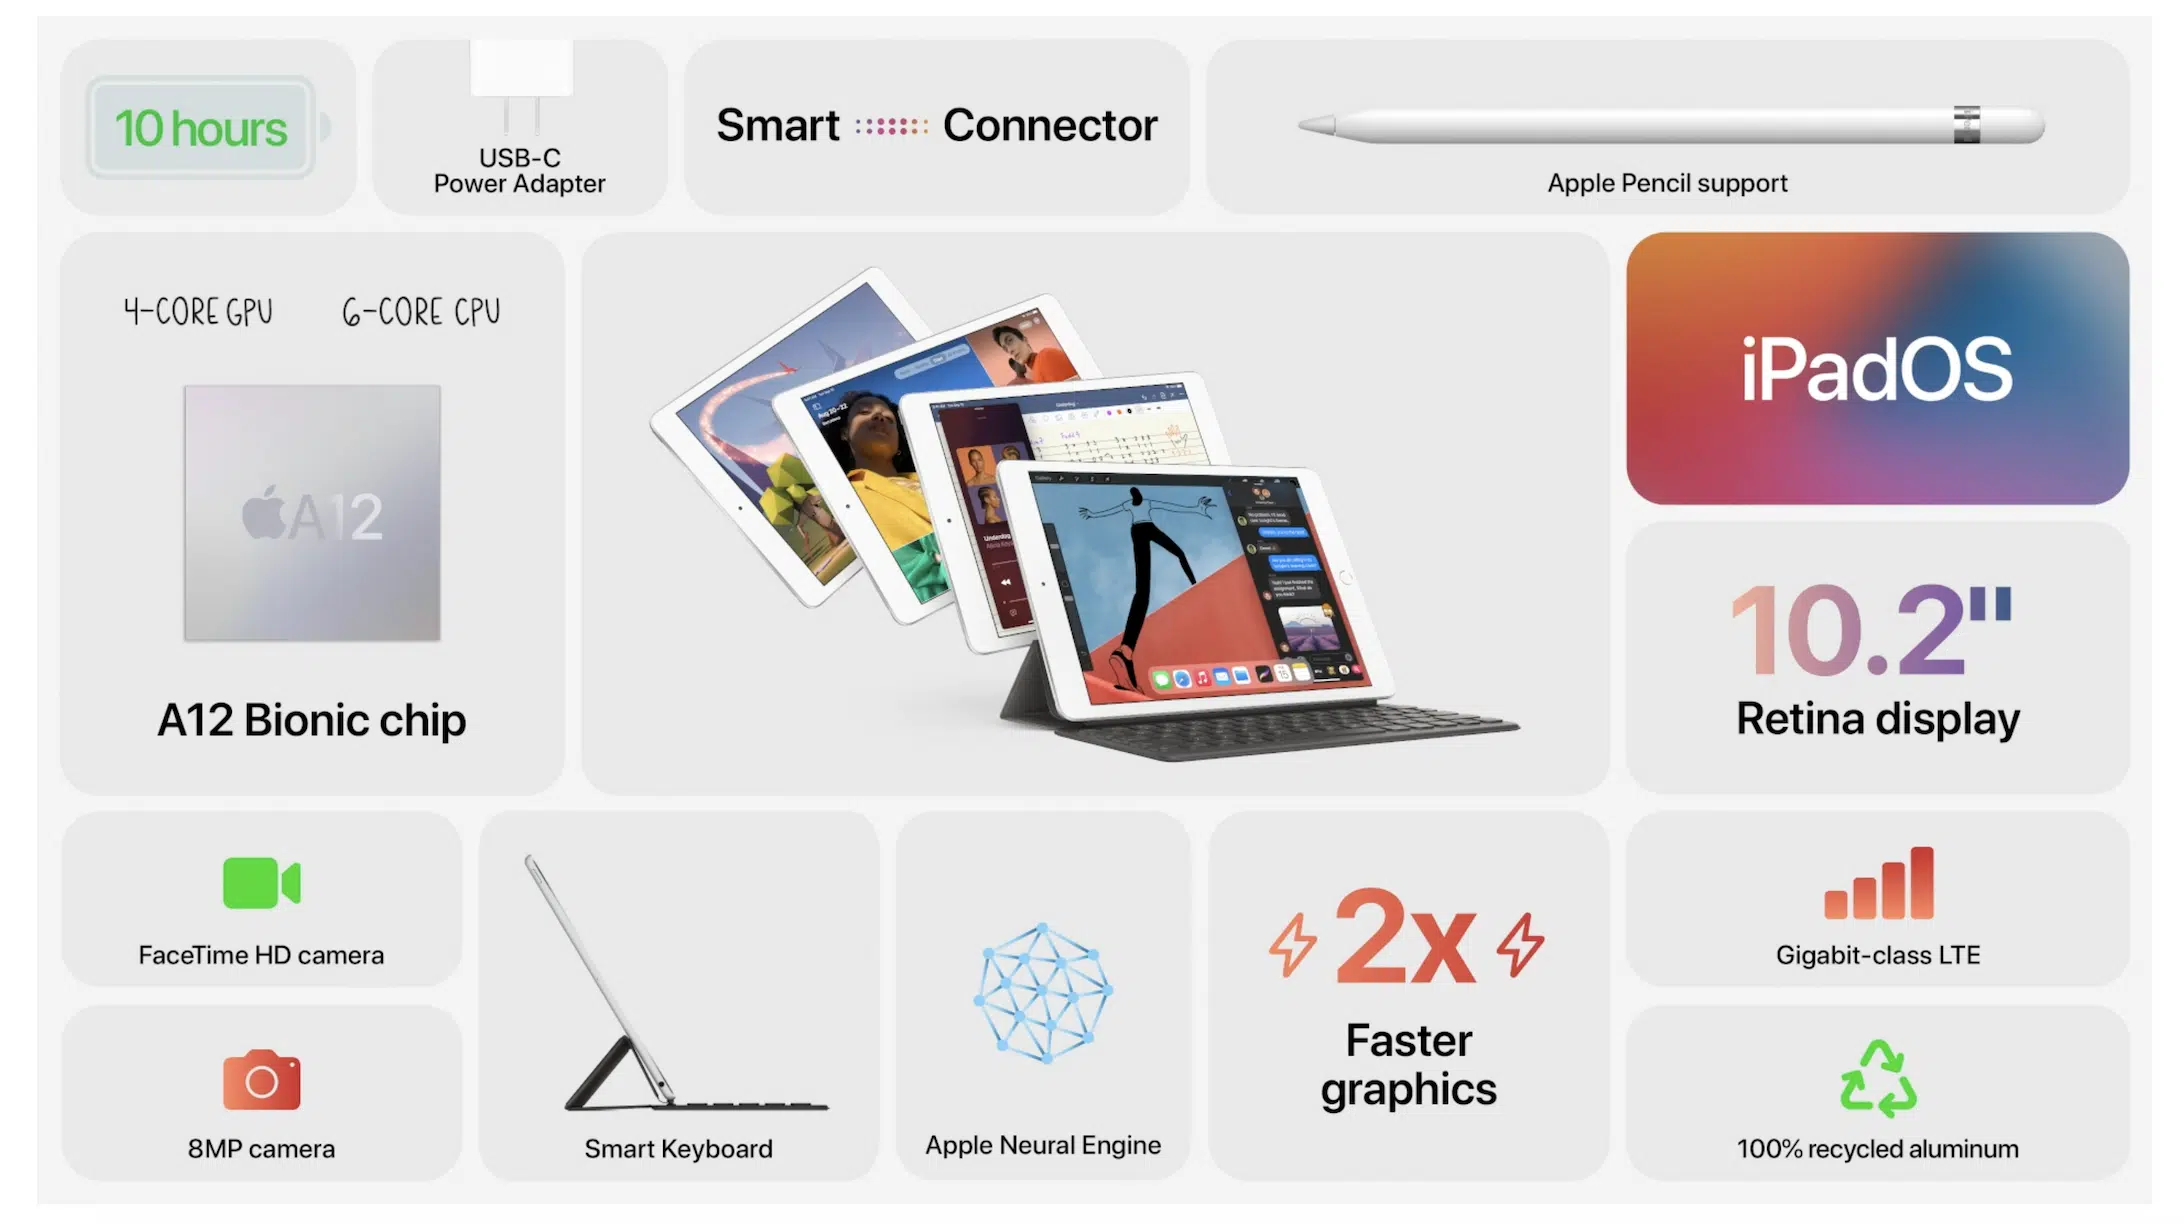 10 hours
USB-C
Power Adapter
Smart Connector
Apple Pencil support
4-CORE GPU
6-CORE CPU
A12
A12 Bionic chip
iPadOS
10.2"
Retina display
FaceTime HD camera
8MP camera
Smart Keyboard
Apple Neural Engine
2x
Faster
graphics
Gigabit-class LTE
100% recycled aluminum